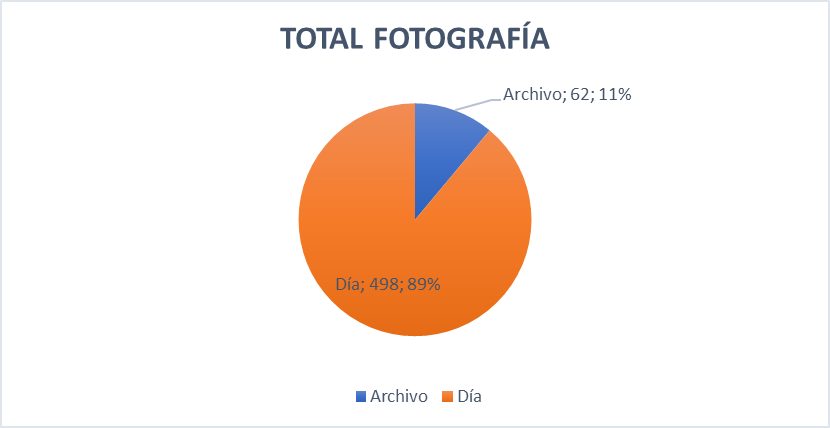 TOTAL FOTOGRAFÍA
Archivo; 62; 11%
Día; 498; 89%
Archivo Día